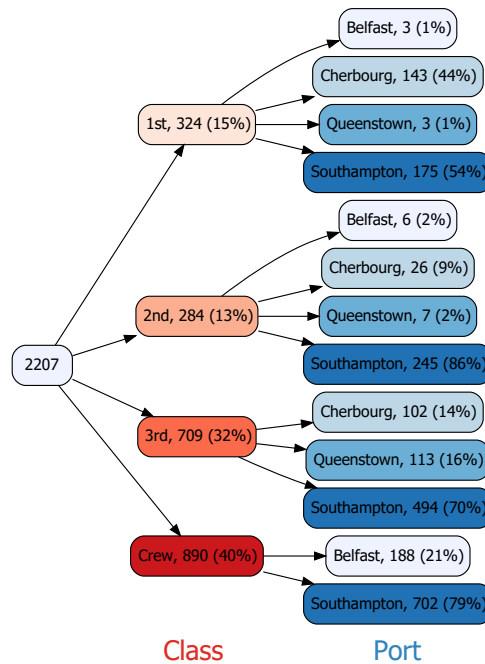 Belfast, 3 (1%)
Cherbourg, 143 (44%)
1st, 324 (15%)
Queenstown, 3 (1%)
Southampton, 175 (54%)
Belfast, 6 (2%)
Cherbourg, 26 (9%)
2nd, 284 (13%)
Queenstown, 7 (2%)
Southampton, 245 (86%)
2207
Cherbourg, 102 (14%)
3rd, 709 (32%)
Queenstown, 113 (16%)
Southampton, 494 (70%)
Crew, 890 (40%)
Belfast, 188 (21%)
Southampton, 702 (79%)
Class
Port